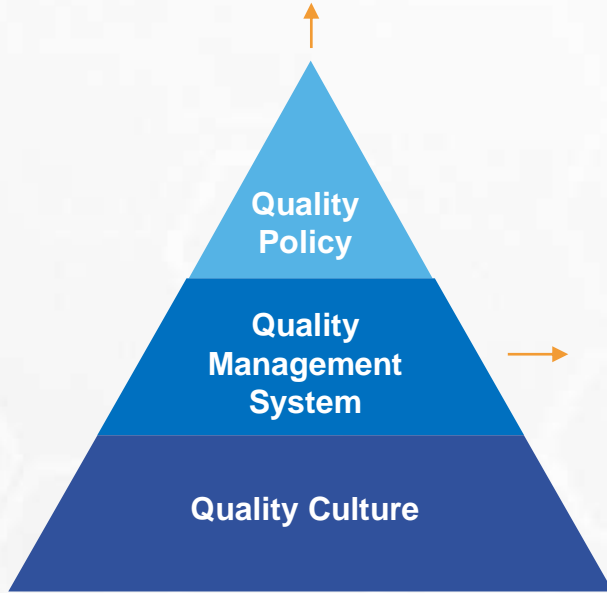 Quality
Policy
Quality
Management
System
Quality Culture